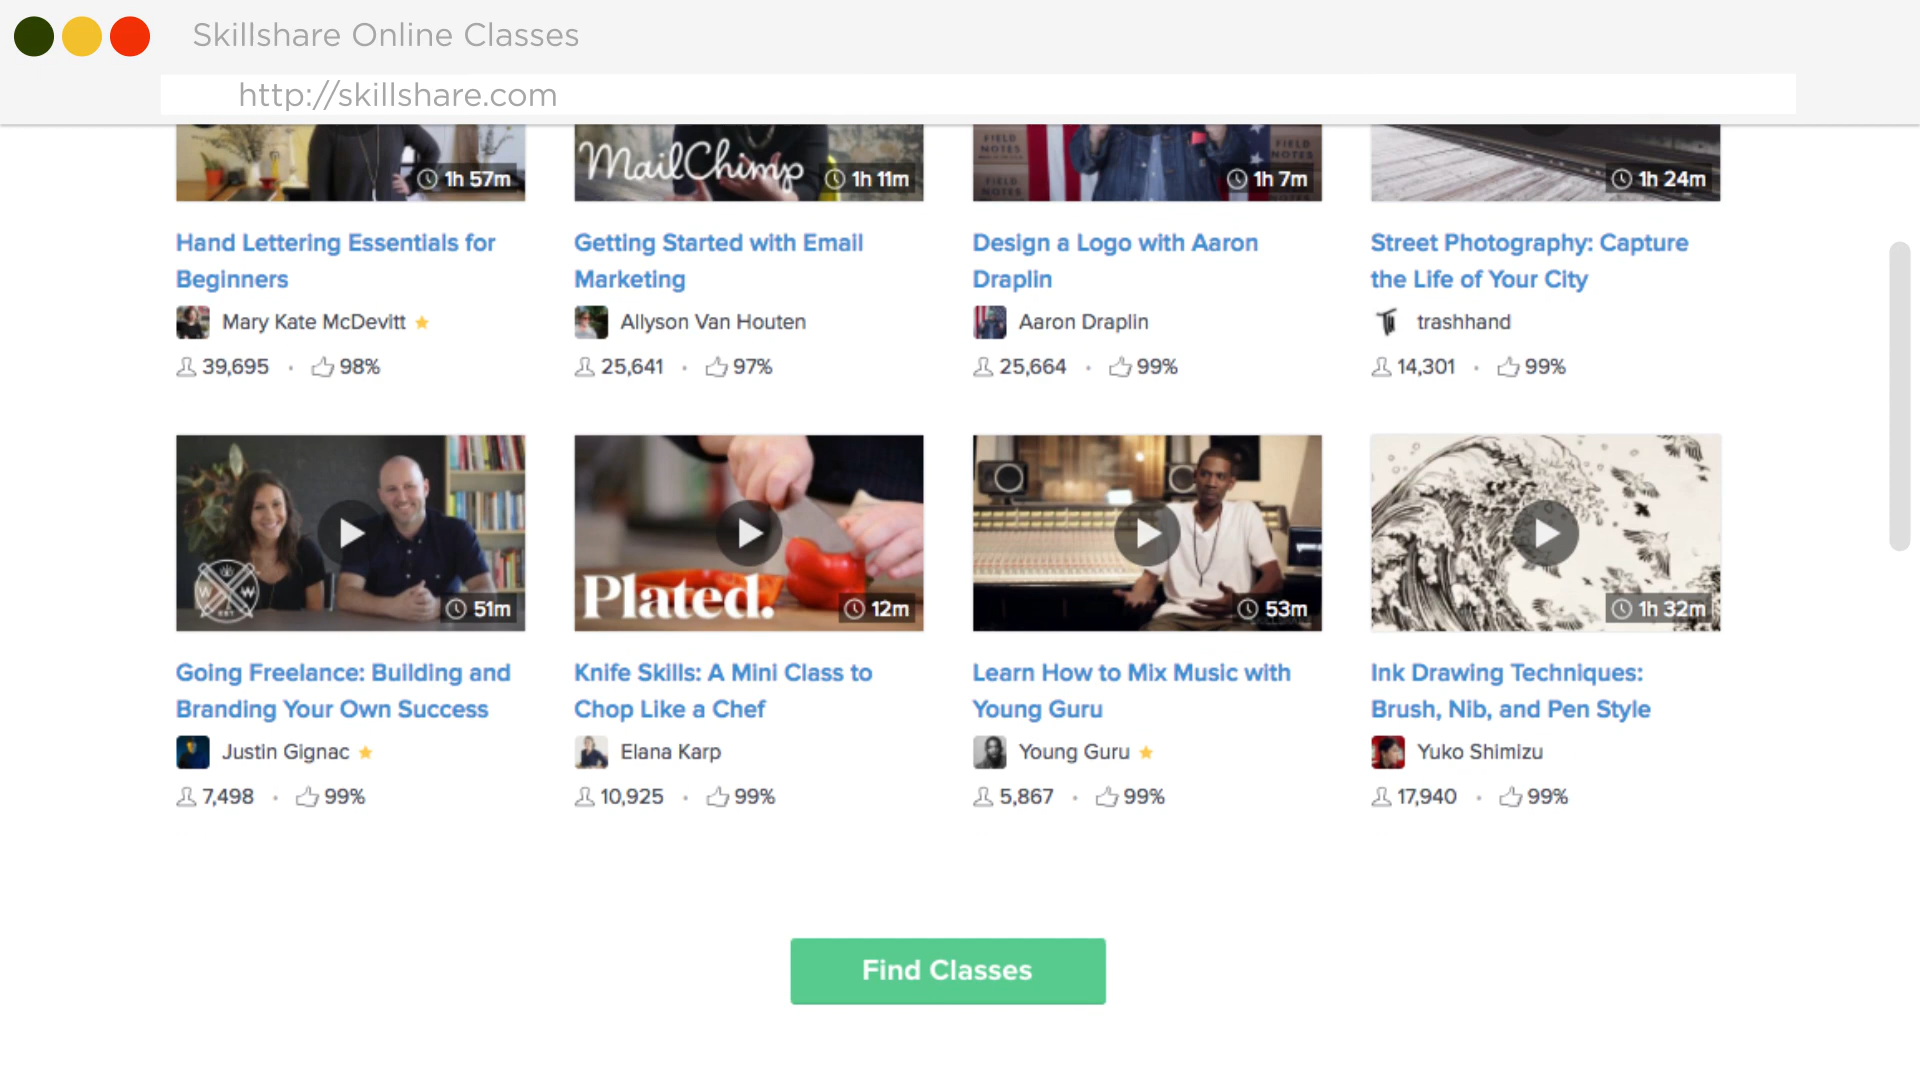 Skillshare Online Classes
http://skillshare.com
1h 57m
MailChimp
1h 11m
FIELD NOTES
FIELD NOTES
FIELD NOTES
1h 7m
1h 24m
Hand Lettering Essentials for
Beginners
Mary Kate McDevitt
39,695 · 98%
Getting Started with Email
Marketing
Allyson Van Houten
25,641 · 97%
Design a Logo with Aaron
Draplin
Aaron Draplin
25,664 · 99%
Street Photography: Capture
the Life of Your City
trashhand
14,301 · 99%
W W
51m
Plated.
12m
53m
1h 32m
Going Freelance: Building and
Branding Your Own Success
Justin Gignac
7,498 · 99%
Knife Skills: A Mini Class to
Chop Like a Chef
Elana Karp
10,925 · 99%
Learn How to Mix Music with
Young Guru
Young Guru
5,867 · 99%
Ink Drawing Techniques:
Brush, Nib, and Pen Style
Yuko Shimizu
17,940 · 99%
Find Classes